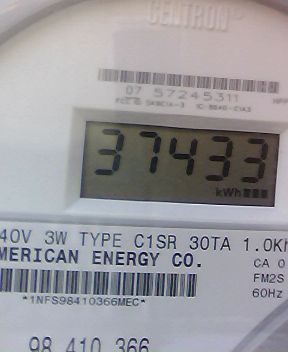 CENTRON
07 57245311
37433
kWh
40V 3W TYPE C1SR 30TA 1.0Kh
MERICAN ENERGY CO.
CA 0
FM2S
60Hz
*1NFS98410366MEC*
98 410 366